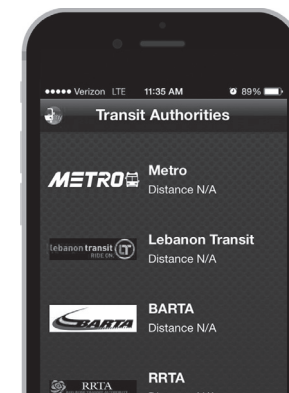 Verizon LTE 11:35 AM 89%
Transit Authorities
METRO
Metro
Distance N/A
lebanon transit LT
RIDE ON.
Lebanon Transit
Distance N/A
BARTA
BARTA
Distance N/A
RRTA
RRTA